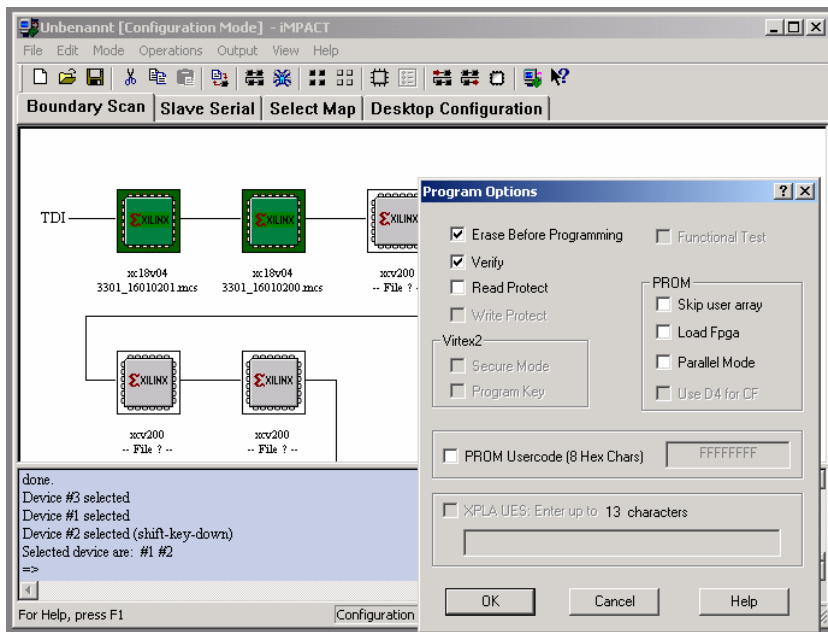 Unbenannt [Configuration Mode] - iMPACT
File Edit Mode Operations Output View Help
Boundary Scan Slave Serial Select Map Desktop Configuration
TDI
XILINX XILINX XILINX
xc18v04 xc18v04 xcv200
3301_16010201.mcs 3301_16010200.mcs -- File ?
XILINX XILINX
xcv200 xcv200
-- File ? -- -- File ? --
done.
Device #3 selected
Device #1 selected
Device #2 selected (shift-key-down)
Selected device are: #1 #2
=>
For Help, press F1
Configuration
Program Options
Erase Before Programming
Functional Test
Verify
Read Protect
Write Protect
PROM
Skip user array
Load Fpga
Parallel Mode
Use D4 for CF
Virtex2
Secure Mode
Program Key
PROM Usercode (8 Hex Chars) FFFFFFFF
XPLA UES: Enter up to 13 characters
OK Cancel Help